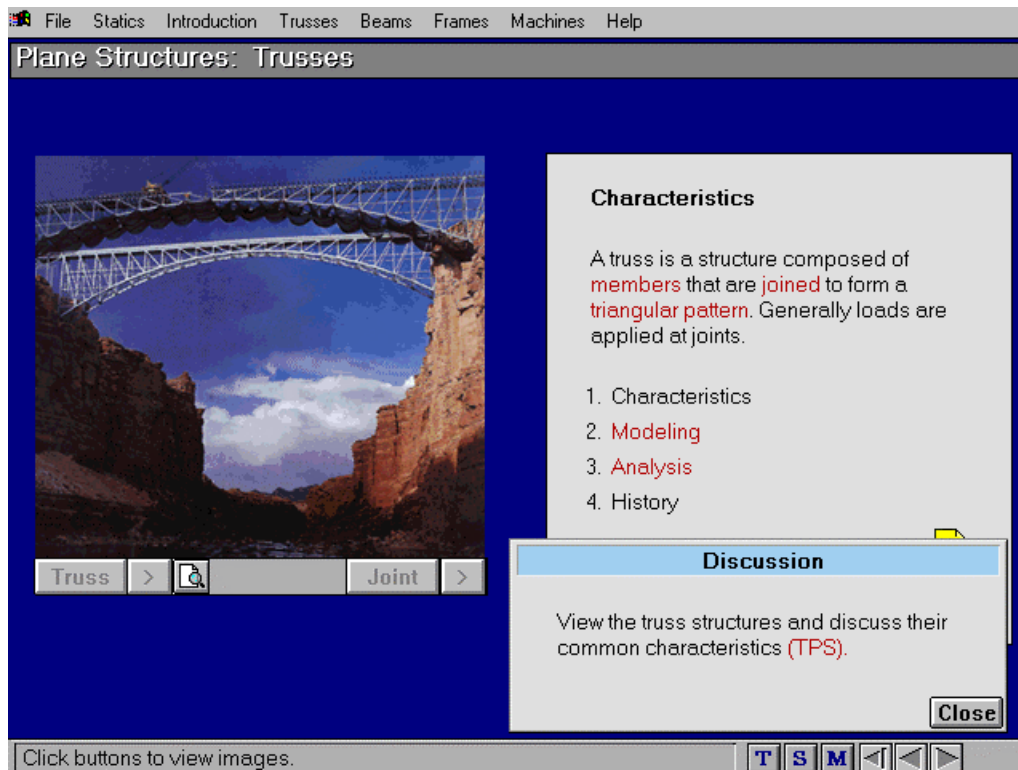 File Statics Introduction Trusses Beams Frames Machines Help
Plane Structures: Trusses
Characteristics
A truss is a structure composed of
members that are joined to form a
triangular pattern. Generally loads are
applied at joints.
1. Characteristics
2. Modeling
3. Analysis
4. History
Truss > Joint >
Discussion
View the truss structures and discuss their
common characteristics (TPS).
Close
Click buttons to view images.
T S M